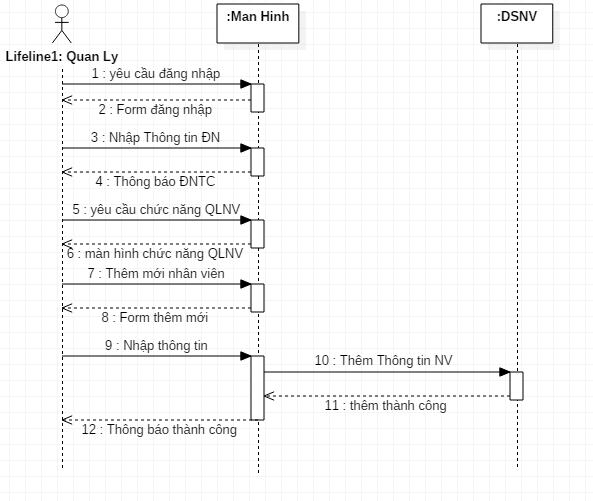 :Man Hinh
:DSNV
Lifeline1: Quan Ly
1 : yêu cầu đăng nhập
2 : Form đăng nhập
3 : Nhập Thông tin ĐN
4 : Thông báo ĐNTC
5 : yêu cầu chức năng QLNV
6 : màn hình chức năng QLNV
7 : Thêm mới nhân viên
8 : Form thêm mới
9 : Nhập thông tin
10 : Thêm Thông tin NV
11 : thêm thành công
12 : Thông báo thành công